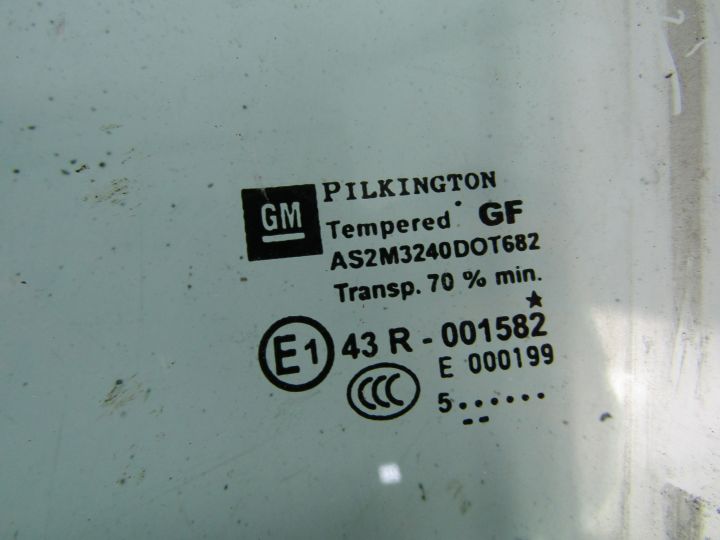 GM
PILKINGTON
Tempered GF
AS2M3240DOT682
Transp. 70 % min.
E1 43 R - 001582
CCC E 000199
5......
--